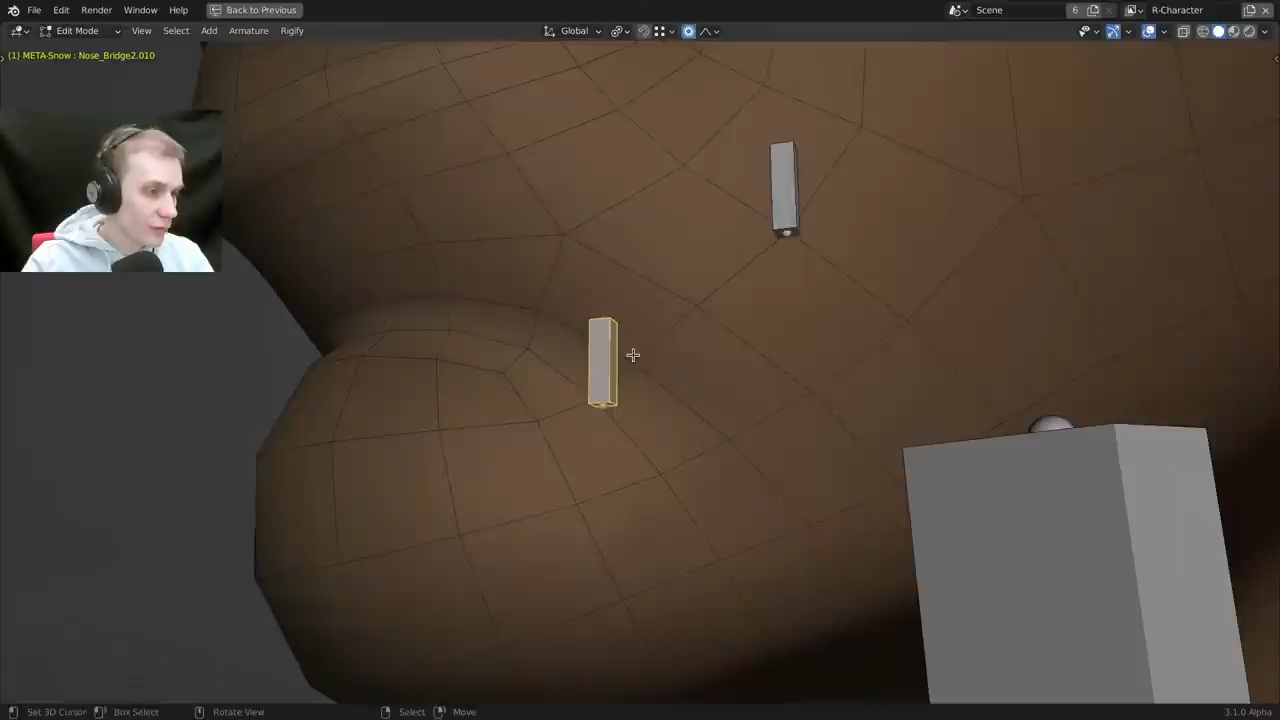 File Edit Render Window Help Back to Previous Scene 6 R-Character
Edit Mode View Select Add Armature Rigify Global
(1) META-Snow : Nose_Bridge2.010
Set 3D Cursor Box Select Rotate View Select Move 3.1.0 Alpha